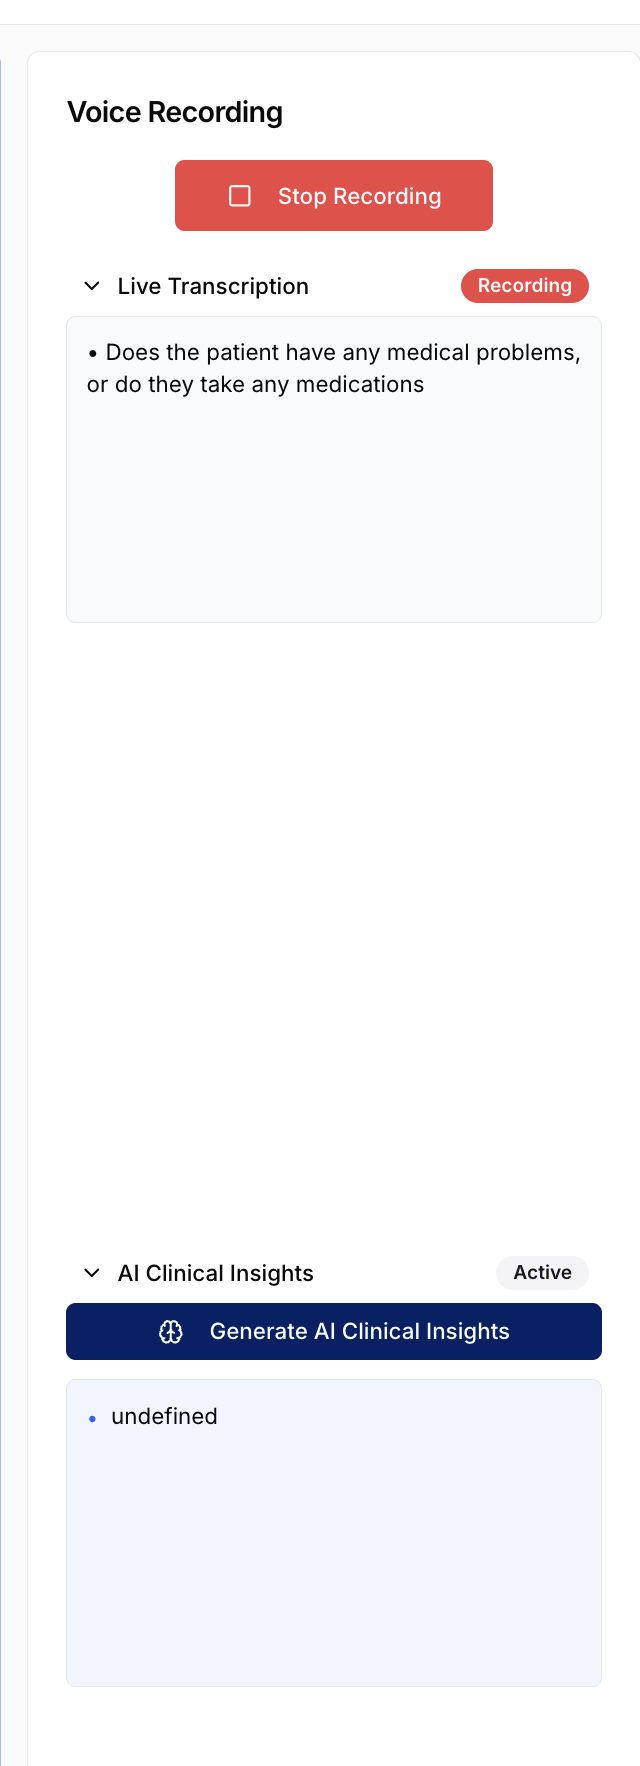 Voice Recording
Stop Recording
Live Transcription
Recording
• Does the patient have any medical problems,
or do they take any medications
AI Clinical Insights
Active
Generate AI Clinical Insights
• undefined